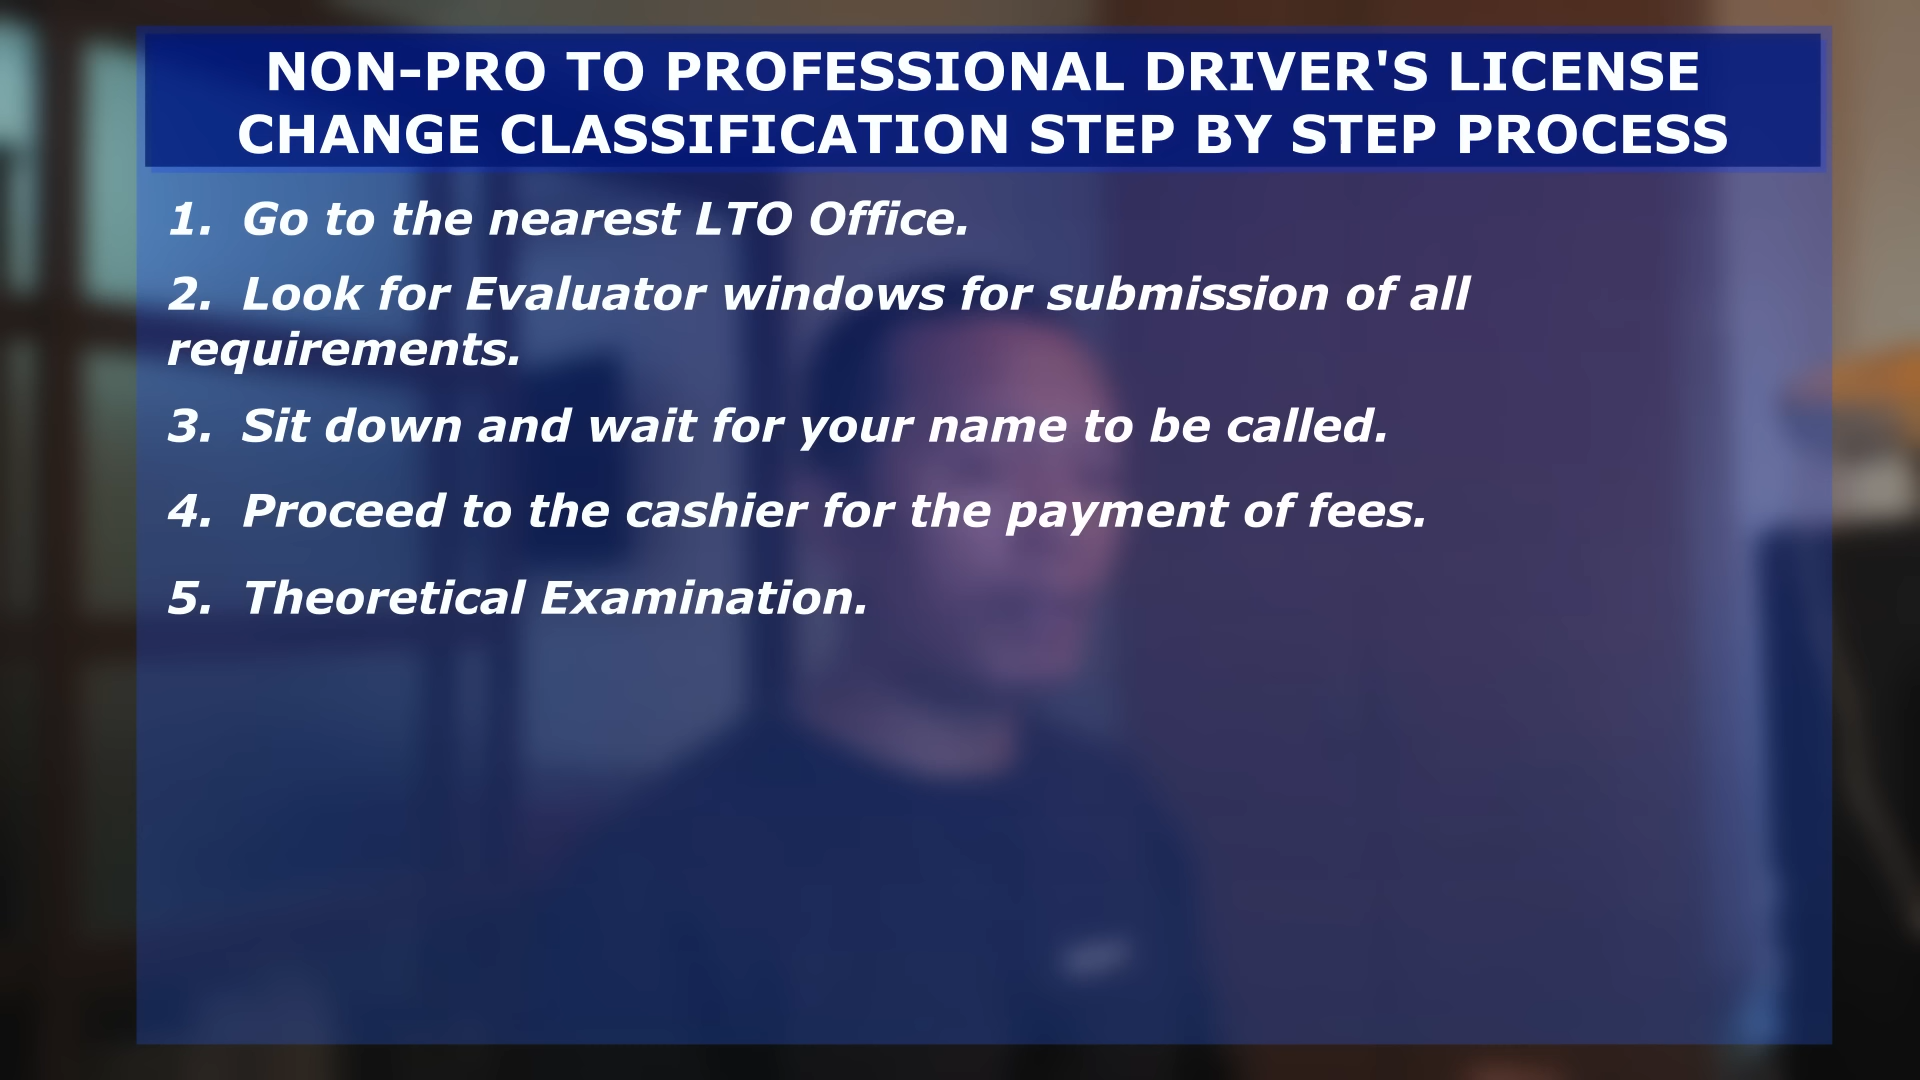 NON-PRO TO PROFESSIONAL DRIVER'S LICENSE
CHANGE CLASSIFICATION STEP BY STEP PROCESS
1. Go to the nearest LTO Office.
2. Look for Evaluator windows for submission of all
requirements.
3. Sit down and wait for your name to be called.
4. Proceed to the cashier for the payment of fees.
5. Theoretical Examination.